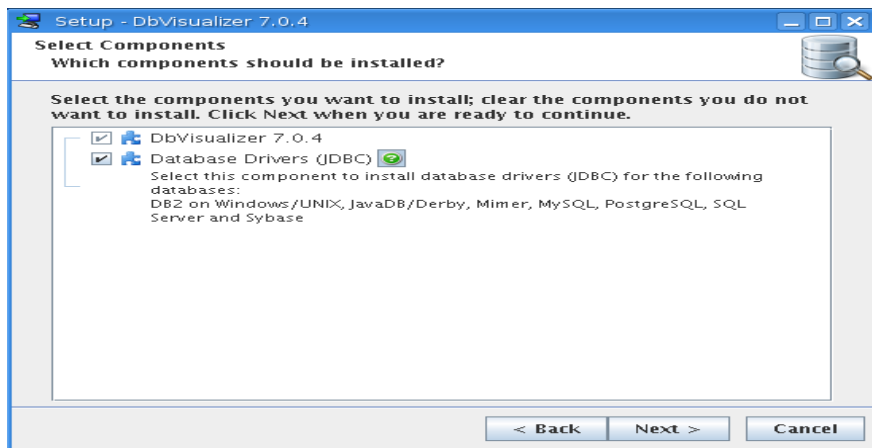 Setup - DbVisualizer 7.0.4
Select Components
Which components should be installed?
Select the components you want to install; clear the components you do not
want to install. Click Next when you are ready to continue.
DbVisualizer 7.0.4
Database Drivers (JDBC)
Select this component to install database drivers (JDBC) for the following
databases:
DB2 on Windows/UNIX, JavaDB/Derby, Mimer, MySQL, PostgreSQL, SQL
Server and Sybase
< Back
Next >
Cancel